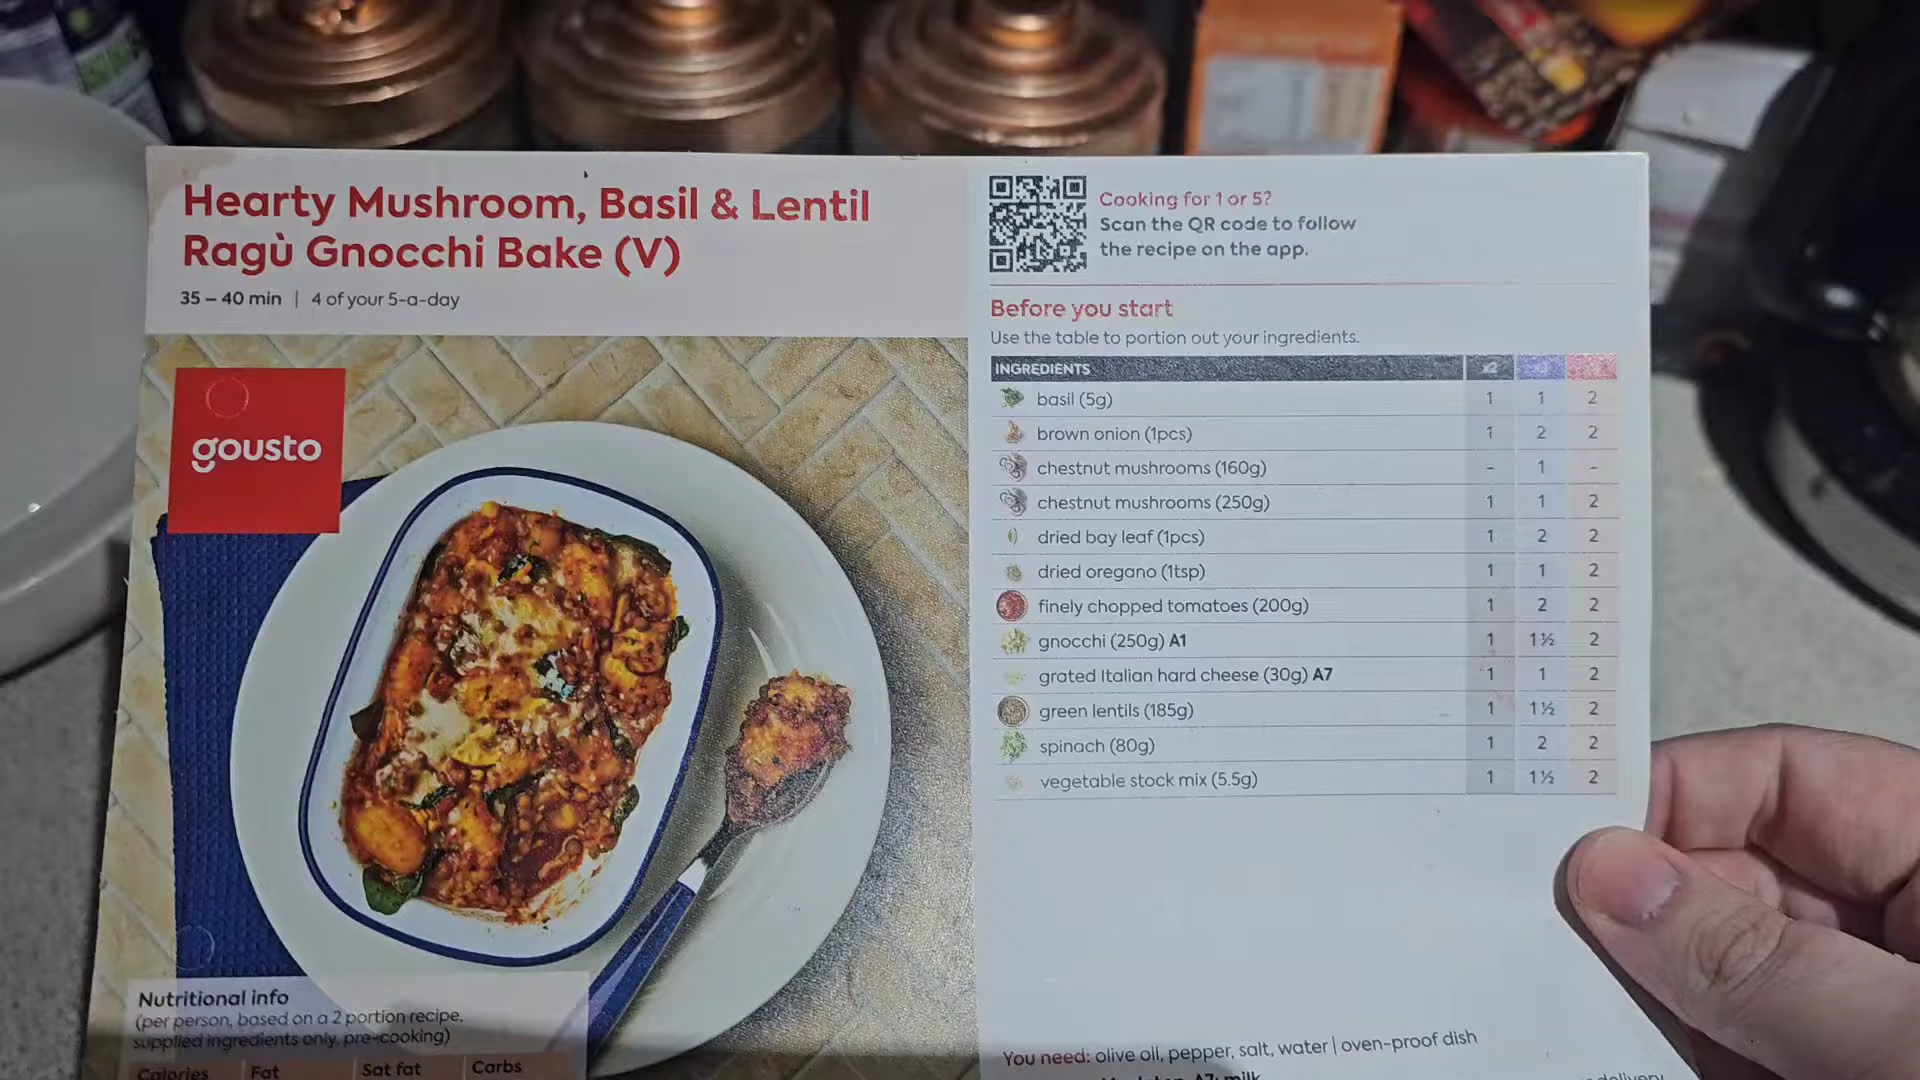 Hearty Mushroom, Basil & Lentil
Ragù Gnocchi Bake (V)
35 – 40 min | 4 of your 5-a-day
gousto
Nutritional info
(per person, based on a 2 portion recipe,
supplied ingredients only, pre-cooking)
Calories Fat Sat fat Carbs
Cooking for 1 or 5?
Scan the QR code to follow
the recipe on the app.
Before you start
Use the table to portion out your ingredients.
INGREDIENTS x2
basil (5g) 1 1 2
brown onion (1pcs) 1 2 2
chestnut mushrooms (160g) - 1 -
chestnut mushrooms (250g) 1 1 2
dried bay leaf (1pcs) 1 2 2
dried oregano (1tsp) 1 1 2
finely chopped tomatoes (200g) 1 2 2
gnocchi (250g) A1 1 1½ 2
grated Italian hard cheese (30g) A7 1 1 2
green lentils (185g) 1 1½ 2
spinach (80g) 1 2 2
vegetable stock mix (5.5g) 1 1½ 2
You need: olive oil, pepper, salt, water | oven-proof dish
A7: milk
delivery